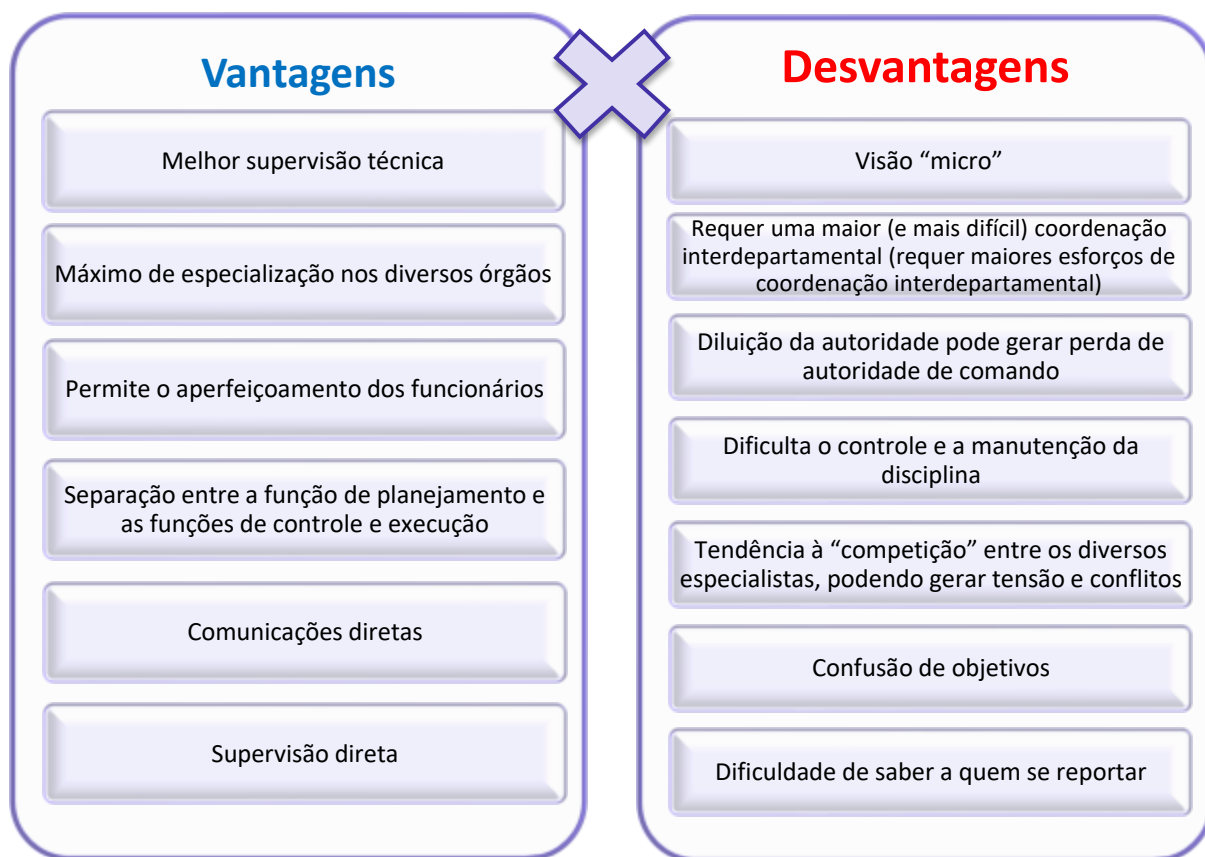 Vantagens
Melhor supervisão técnica
Máximo de especialização nos diversos órgãos
Permite o aperfeiçoamento dos funcionários
Separação entre a função de planejamento e
as funções de controle e execução
Comunicações diretas
Supervisão direta
Desvantagens
Visão “micro”
Requer uma maior (e mais difícil) coordenação
interdepartamental (requer maiores esforços de
coordenação interdepartamental)
Diluição da autoridade pode gerar perda de
autoridade de comando
Dificulta o controle e a manutenção da
disciplina
Tendência à “competição” entre os diversos
especialistas, podendo gerar tensão e conflitos
Confusão de objetivos
Dificuldade de saber a quem se reportar